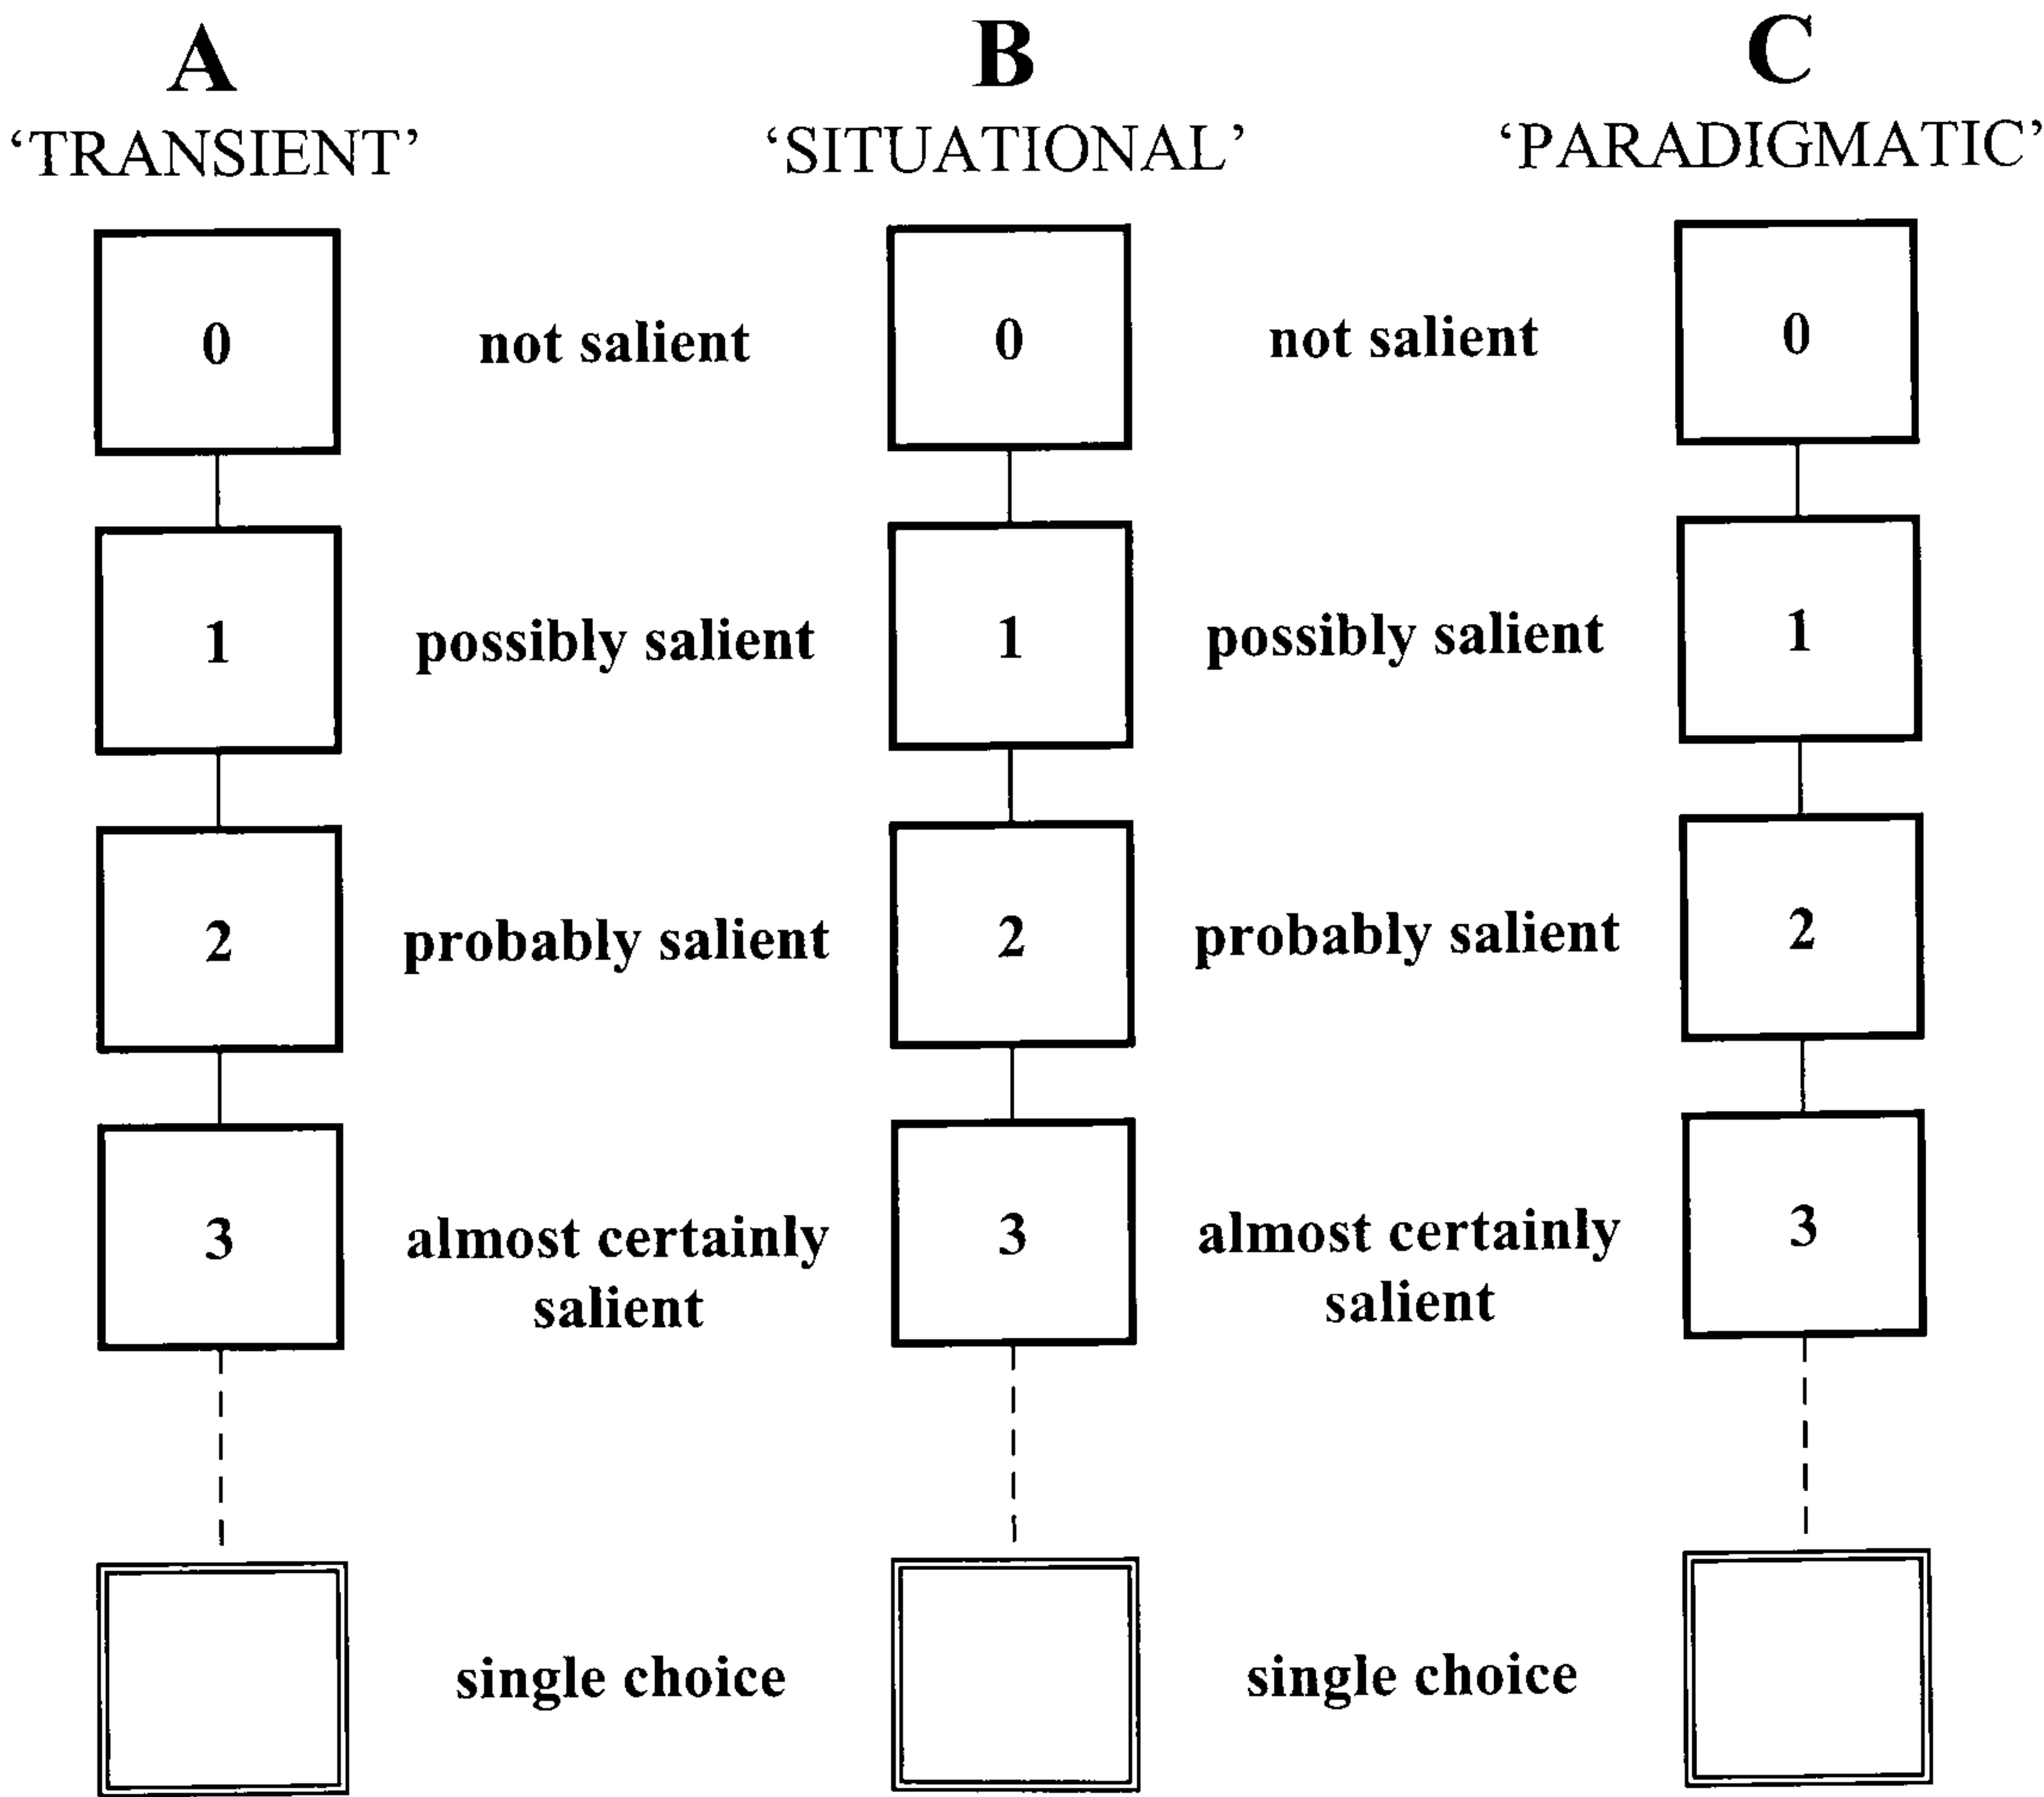 A B C
‘TRANSIENT’ ‘SITUATIONAL’ ‘PARADIGMATIC’
0 not salient 0 not salient 0
1 possibly salient 1 possibly salient 1
2 probably salient 2 probably salient 2
3 almost certainly 3 almost certainly 3
salient salient
single choice single choice